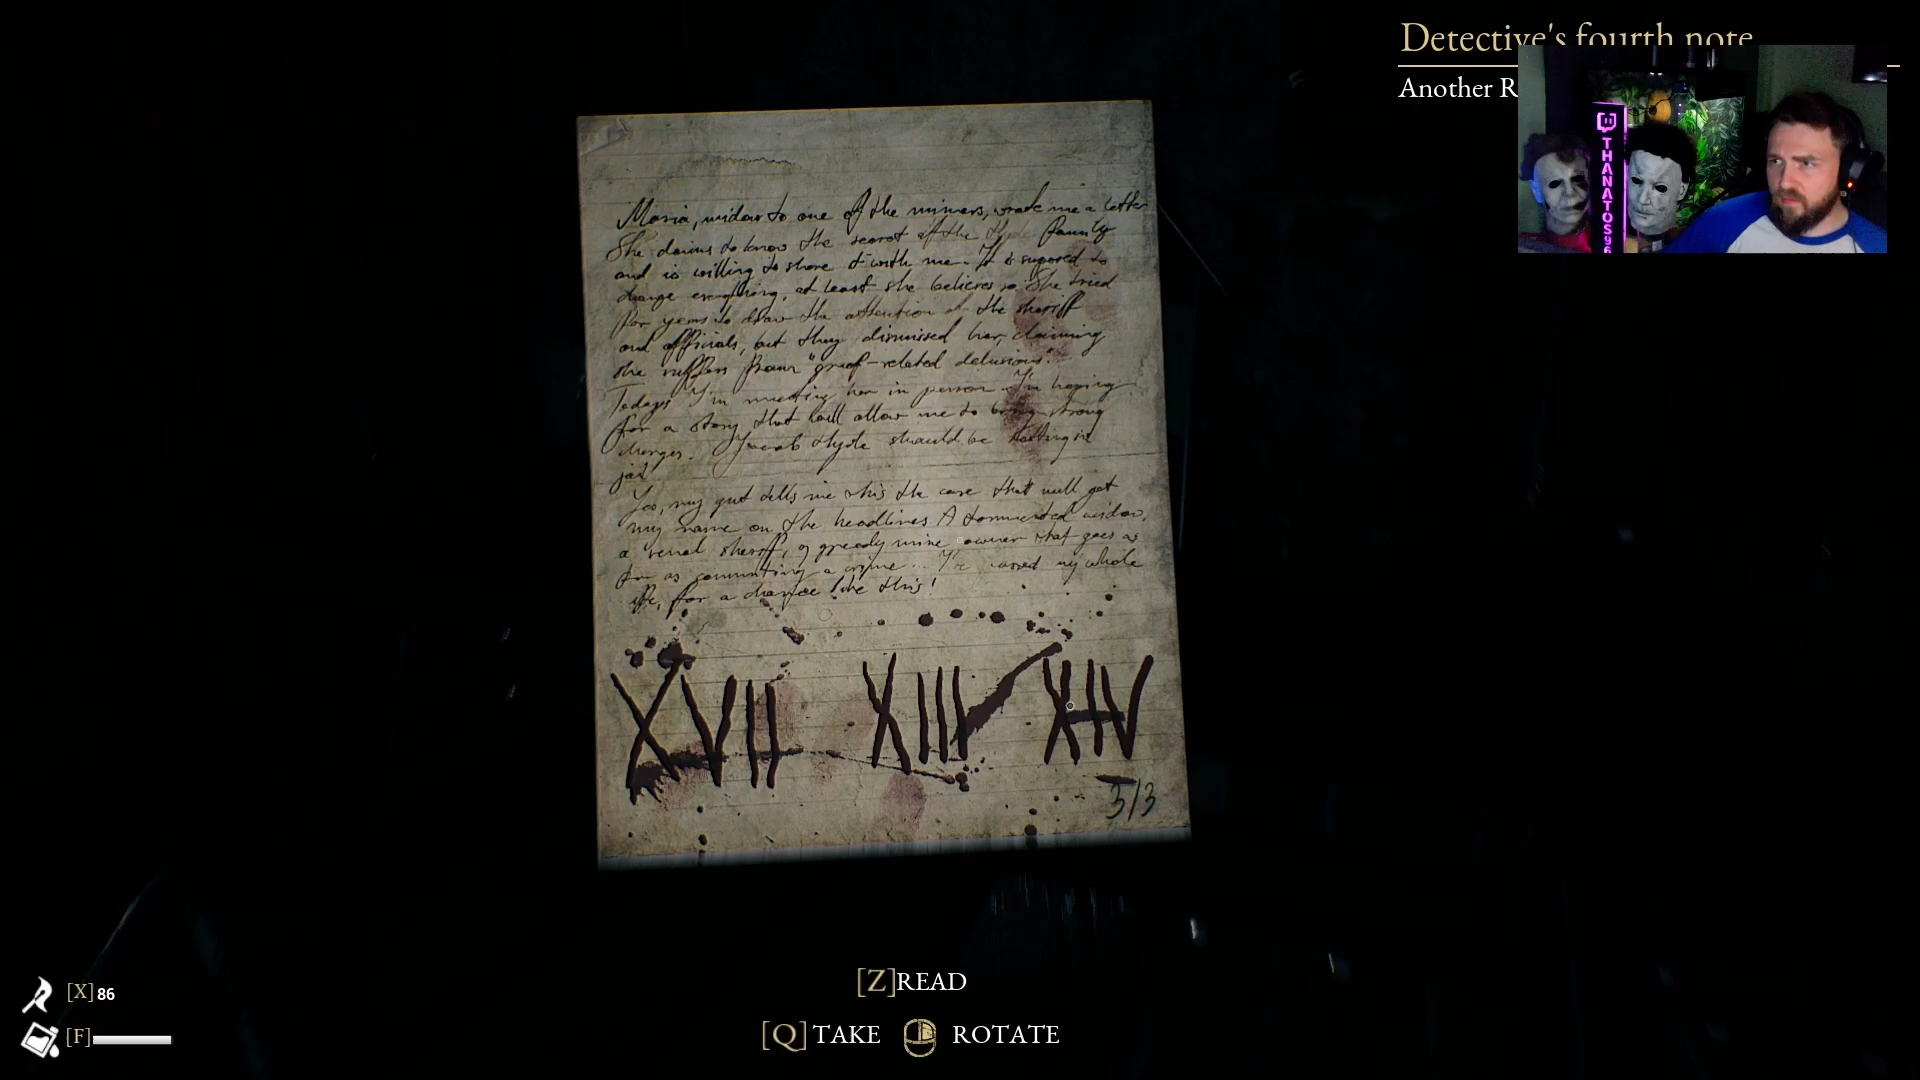 Detective's fourth note
Another R
THANATOS96
Maria, widow to one of the miners, wrote me a letter
She claims to know the secret of the Hyde family
and is willing to share it with me. It is suposed to
change everything, at least she believes so. She tried
for years to draw the attention of the sheriff
and officials, but they dismissed her, claiming
she suffers from "grief-related delusions".
Today I'm meeting her in person. I'm hoping
for a story that will allow me to bring strong
charges. Jacob Hyde should be rotting in
jail
Yes, my gut tells me this the case that will get
my name on the headlines. A tormented widow,
a venal sheriff, a greedy mine owner that goes as
far as committing a crime... I've waited my whole
life, for a chance like this!
XVII XIII XIV
3/3
[Z]READ
[X] 86
[F]
[Q]TAKE ROTATE